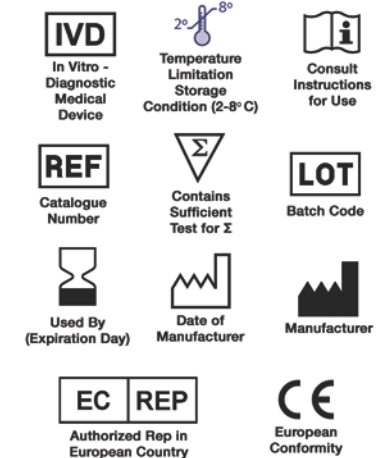 IVD
In Vitro -
Diagnostic
Medical
Device
2° 8°
Temperature
Limitation
Storage
Condition (2-8°C)
i
Consult
Instructions
for Use
REF
Catalogue
Number
Σ
Contains
Sufficient
Test for Σ
LOT
Batch Code
Used By
(Expiration Day)
Date of
Manufacturer
Manufacturer
EC REP
Authorized Rep in
European Country
CE
European
Conformity